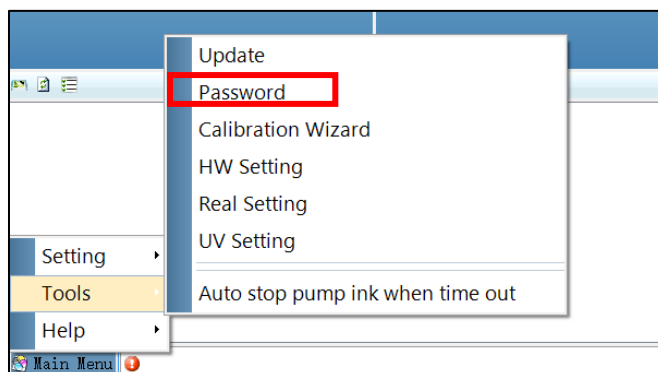 Update
Password
Calibration Wizard
HW Setting
Real Setting
UV Setting
Auto stop pump ink when time out
Setting
Tools
Help
Main Menu